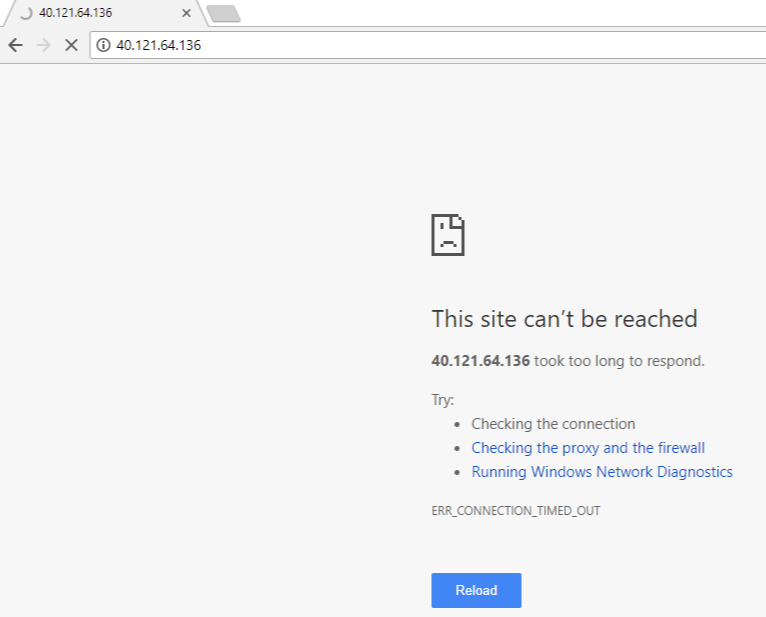 40.121.64.136
40.121.64.136
This site can’t be reached
40.121.64.136 took too long to respond.
Try:
• Checking the connection
• Checking the proxy and the firewall
• Running Windows Network Diagnostics
ERR_CONNECTION_TIMED_OUT
Reload